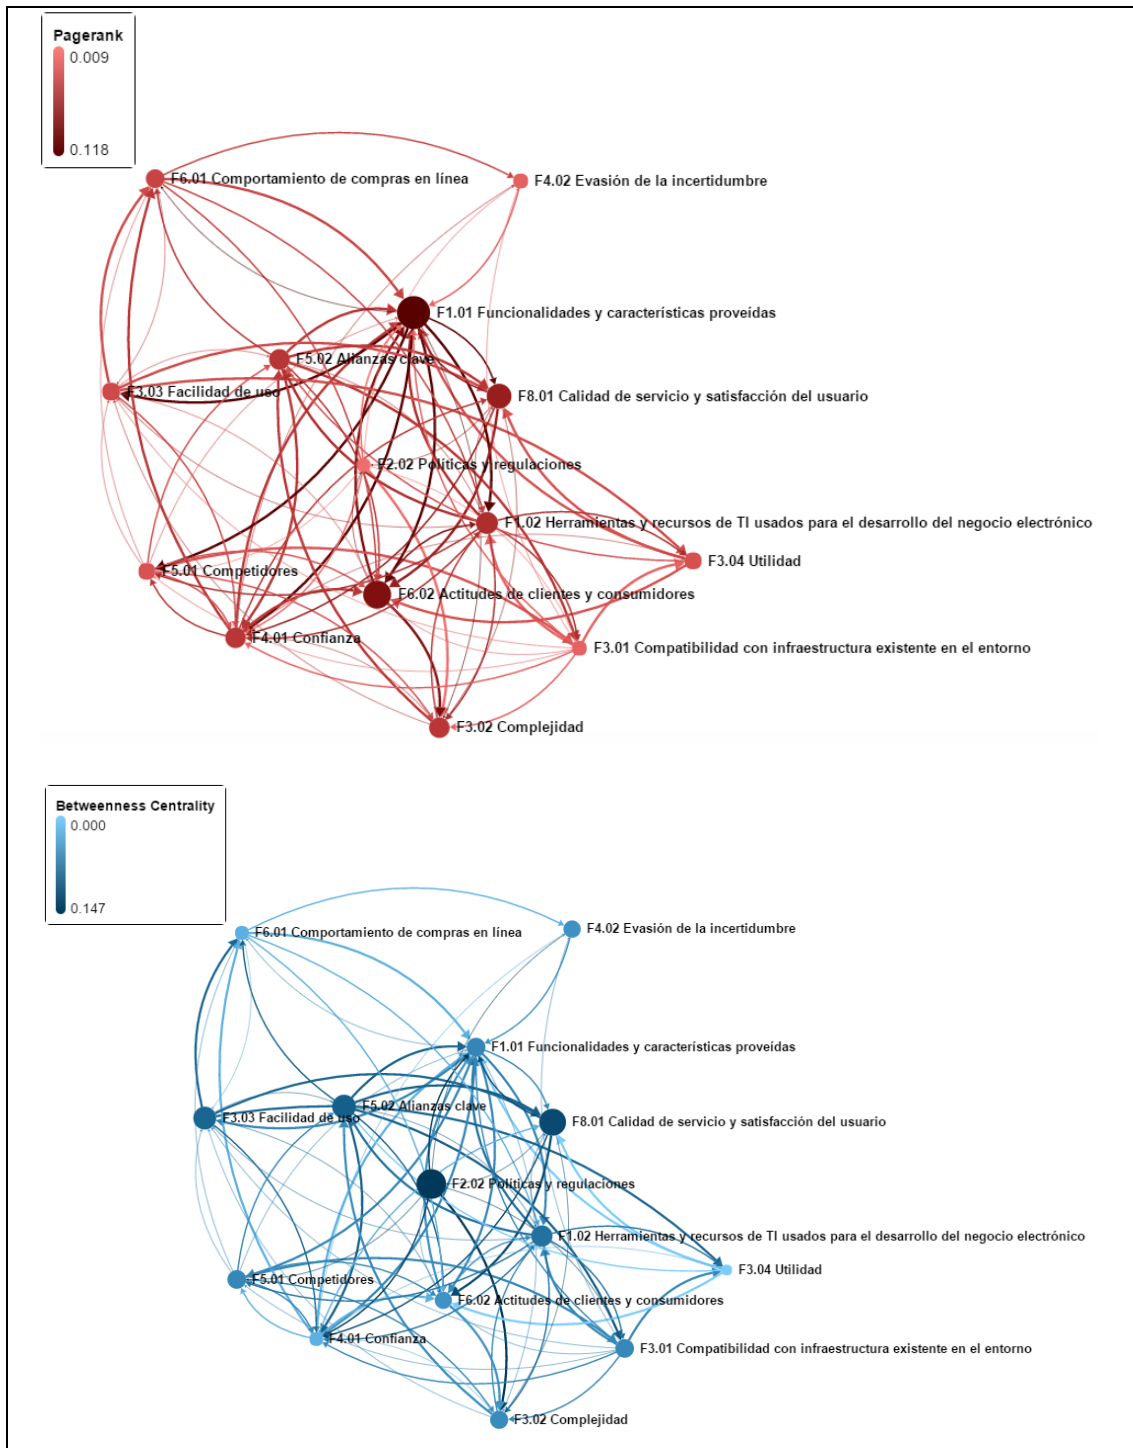 Pagerank
0.009
0.118
F6.01 Comportamiento de compras en línea
F4.02 Evasión de la incertidumbre
F1.01 Funcionalidades y características proveídas
F5.02 Alianzas clave
F3.03 Facilidad de uso
F8.01 Calidad de servicio y satisfacción del usuario
F2.02 Políticas y regulaciones
F1.02 Herramientas y recursos de TI usados para el desarrollo del negocio electrónico
F3.04 Utilidad
F5.01 Competidores
F6.02 Actitudes de clientes y consumidores
F4.01 Confianza
F3.01 Compatibilidad con infraestructura existente en el entorno
F3.02 Complejidad
Betweenness Centrality
0.000
0.147
F6.01 Comportamiento de compras en línea
F4.02 Evasión de la incertidumbre
F1.01 Funcionalidades y características proveídas
F5.02 Alianzas clave
F3.03 Facilidad de uso
F8.01 Calidad de servicio y satisfacción del usuario
F2.02 Políticas y regulaciones
F1.02 Herramientas y recursos de TI usados para el desarrollo del negocio electrónico
F3.04 Utilidad
F5.01 Competidores
F6.02 Actitudes de clientes y consumidores
F4.01 Confianza
F3.01 Compatibilidad con infraestructura existente en el entorno
F3.02 Complejidad